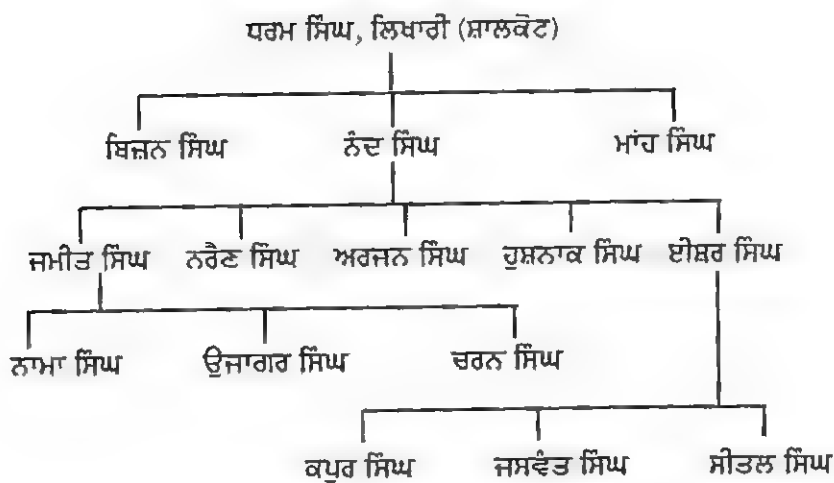 ਧਰਮ ਸਿੰਘ, ਲਿਖਾਰੀ (ਸ਼ਾਲਕੋਟ)
ਬਿਜ਼ਨ ਸਿੰਘ ਨੰਦ ਸਿੰਘ ਮਾਂਹ ਸਿੰਘ
ਜਮੀਤ ਸਿੰਘ ਨਰੈਣ ਸਿੰਘ ਅਰਜਨ ਸਿੰਘ ਹੁਸ਼ਨਾਕ ਸਿੰਘ ਈਸ਼ਰ ਸਿੰਘ
ਨਾਮਾ ਸਿੰਘ ਉਜਾਗਰ ਸਿੰਘ ਚਰਨ ਸਿੰਘ
ਕਪੂਰ ਸਿੰਘ ਜਸਵੰਤ ਸਿੰਘ ਸੀਤਲ ਸਿੰਘ